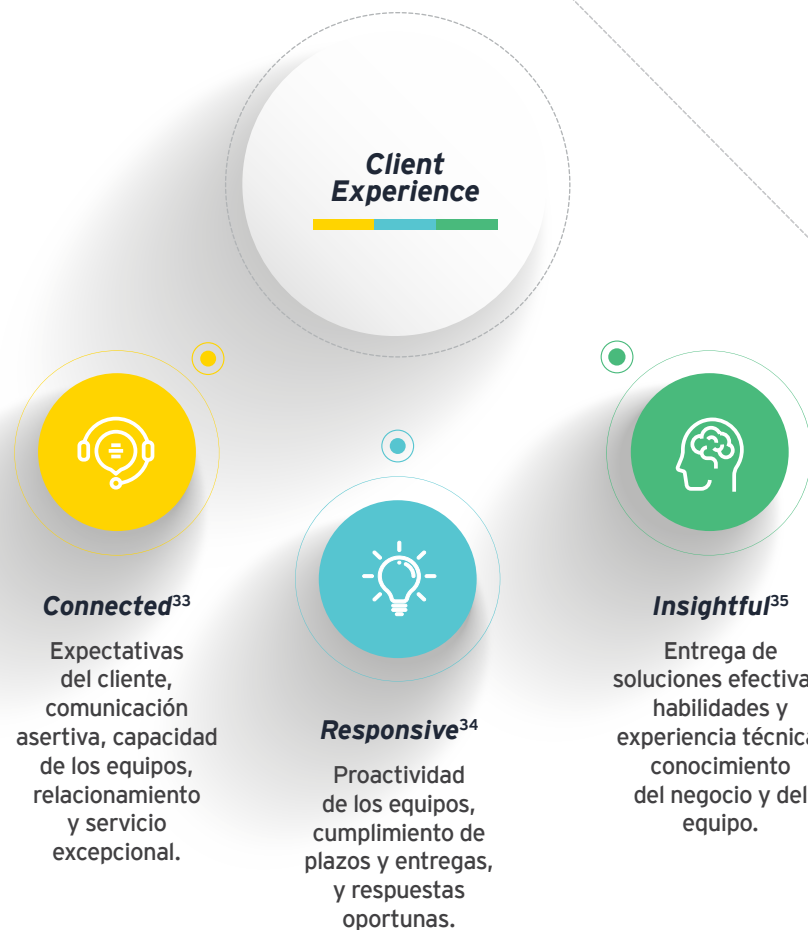 Client
Experience
Connected33
Expectativas
del cliente,
comunicación
asertiva, capacidad
de los equipos,
relacionamiento
y servicio
excepcional.
Responsive34
Proactividad
de los equipos,
cumplimiento de
plazos y entregas,
y respuestas
oportunas.
Insightful35
Entrega de
soluciones efectiva
habilidades y
experiencia técnica
conocimiento
del negocio y del
equipo.